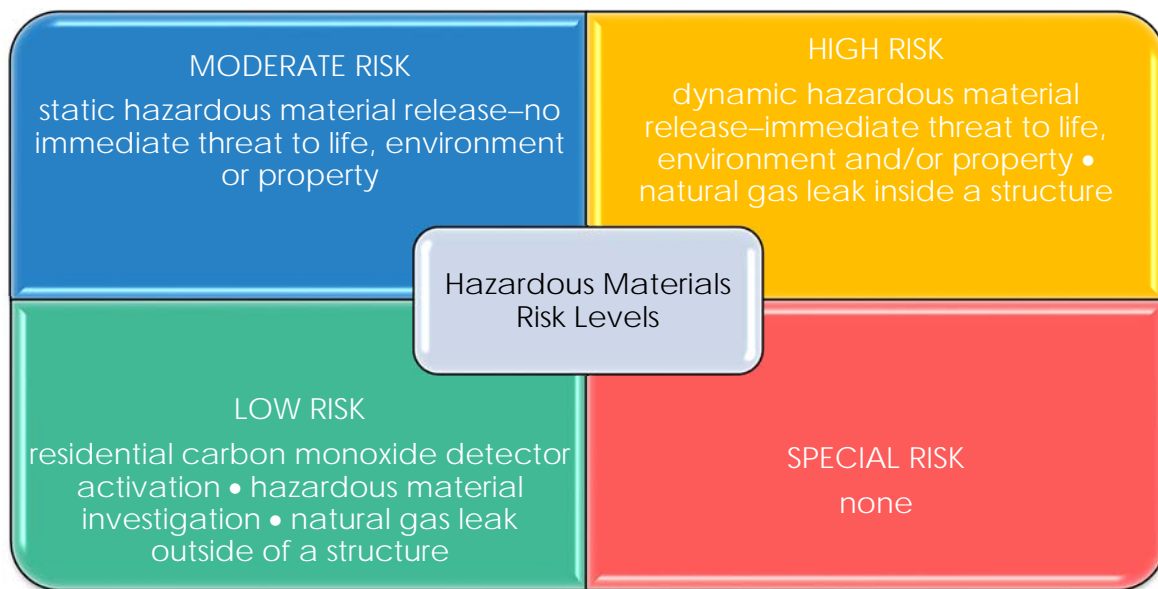 MODERATE RISK
static hazardous material release–no
immediate threat to life, environment
or property
HIGH RISK
dynamic hazardous material
release–immediate threat to life,
environment and/or property •
natural gas leak inside a structure
Hazardous Materials
Risk Levels
LOW RISK
residential carbon monoxide detector
activation • hazardous material
investigation • natural gas leak
outside of a structure
SPECIAL RISK
none